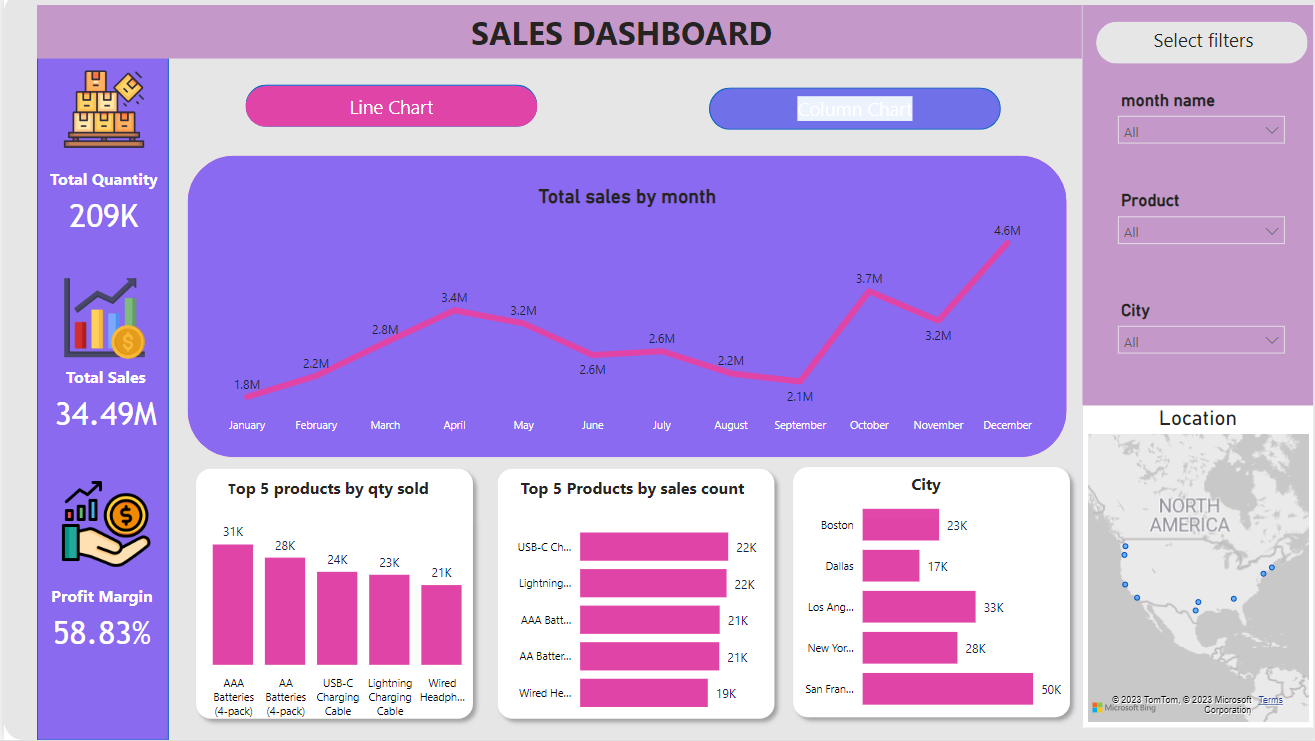 SALES DASHBOARD
Select filters
Line Chart
Column Chart
month name
All
Product
All
City
All
Total Quantity
209K
Total Sales
34.49M
Profit Margin
58.83%
Total sales by month
1.8M
2.2M
2.8M
3.4M
3.2M
2.6M
2.6M
2.2M
2.1M
3.7M
3.2M
4.6M
January February March April May June July August September October November December
Top 5 products by qty sold
31K
28K
24K
23K
21K
AAA Batteries (4-pack)
AA Batteries (4-pack)
USB-C Charging Cable
Lightning Charging Cable
Wired Headph...
Top 5 Products by sales count
USB-C Ch... 22K
Lightning... 22K
AAA Batt... 21K
AA Batter... 21K
Wired He... 19K
City
Boston 23K
Dallas 17K
Los Ang... 33K
New Yor... 28K
San Fran... 50K
Location
NORTH
AMERICA
© 2023 TomTom, © 2023 Microsoft Terms
Corporation
Microsoft Bing